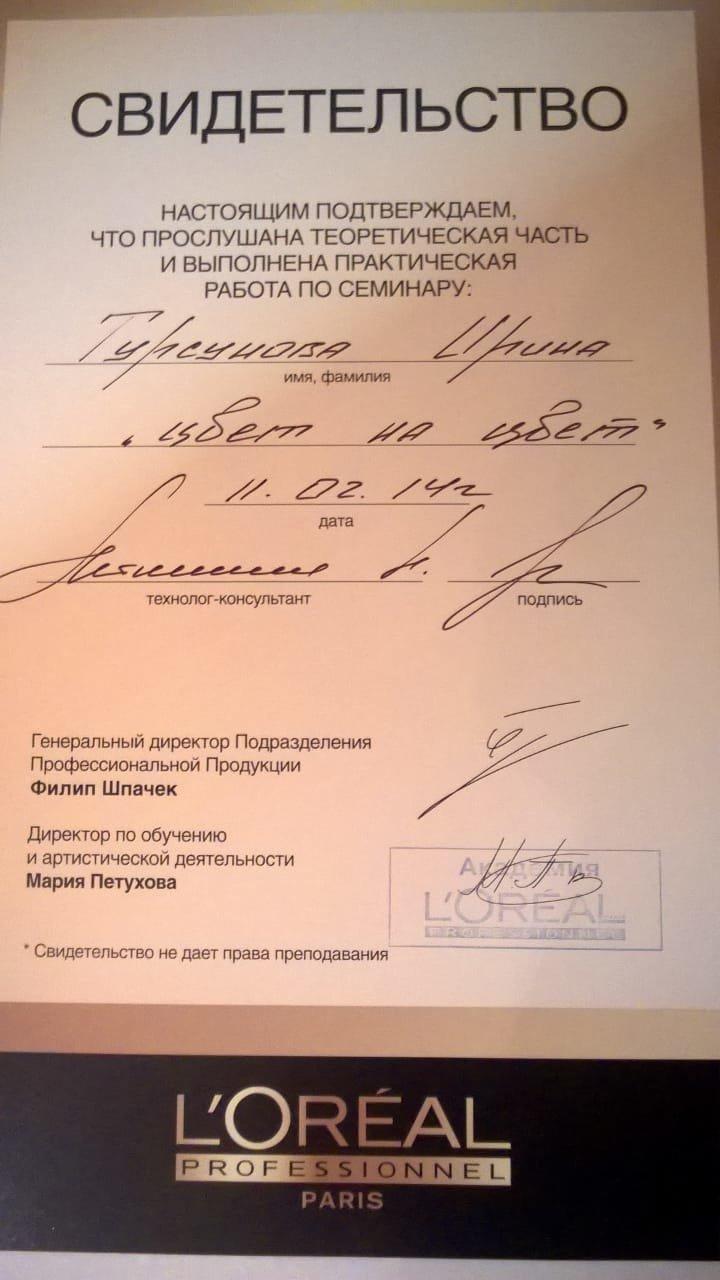 СВИДЕТЕЛЬСТВО
НАСТОЯЩИМ ПОДТВЕРЖДАЕМ,
ЧТО ПРОСЛУШАНА ТЕОРЕТИЧЕСКАЯ ЧАСТЬ
И ВЫПОЛНЕНА ПРАКТИЧЕСКАЯ
РАБОТА ПО СЕМИНАРУ:
Турсунова Ирина
имя, фамилия
„цвет на цвет“
11.02.14г
дата
технолог-консультант подпись
Генеральный директор Подразделения
Профессиональной Продукции
Филип Шпачек
Директор по обучению
и артистической деятельности
Мария Петухова
Академия
L'ORÉAL
PROFESSIONNEL
* Свидетельство не дает права преподавания
L'ORÉAL
PROFESSIONNEL
PARIS